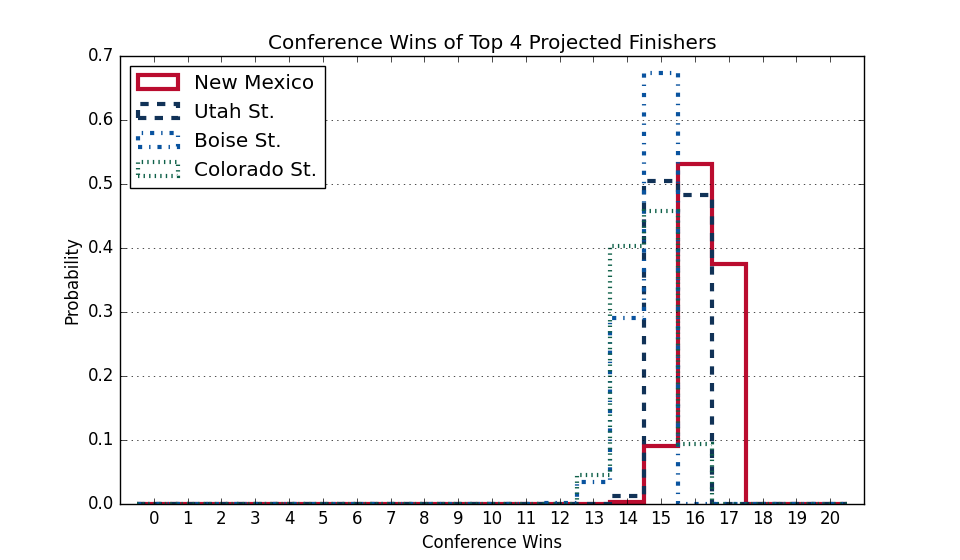 Conference Wins of Top 4 Projected Finishers
0.7
0.6
0.5
0.4
0.3
0.2
0.1
0.0
Probability
New Mexico
Utah St.
Boise St.
Colorado St.
0 1 2 3 4 5 6 7 8 9 10 11 12 13 14 15 16 17 18 19 20
Conference Wins